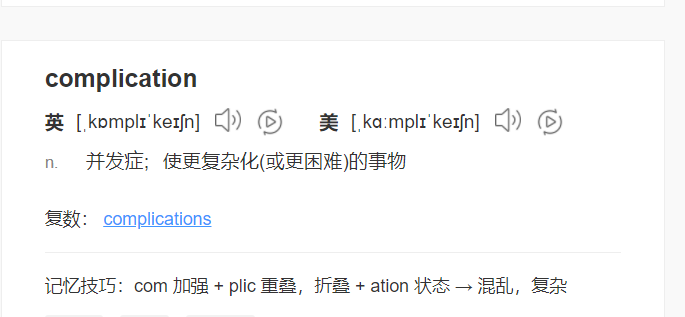 complication
英 [ˌkɒmplɪˈkeɪʃn] 美 [ˌkɑːmplɪˈkeɪʃn]
n. 并发症；使更复杂化(或更困难)的事物
复数： complications
记忆技巧：com 加强 + plic 重叠，折叠 + ation 状态 → 混乱，复杂